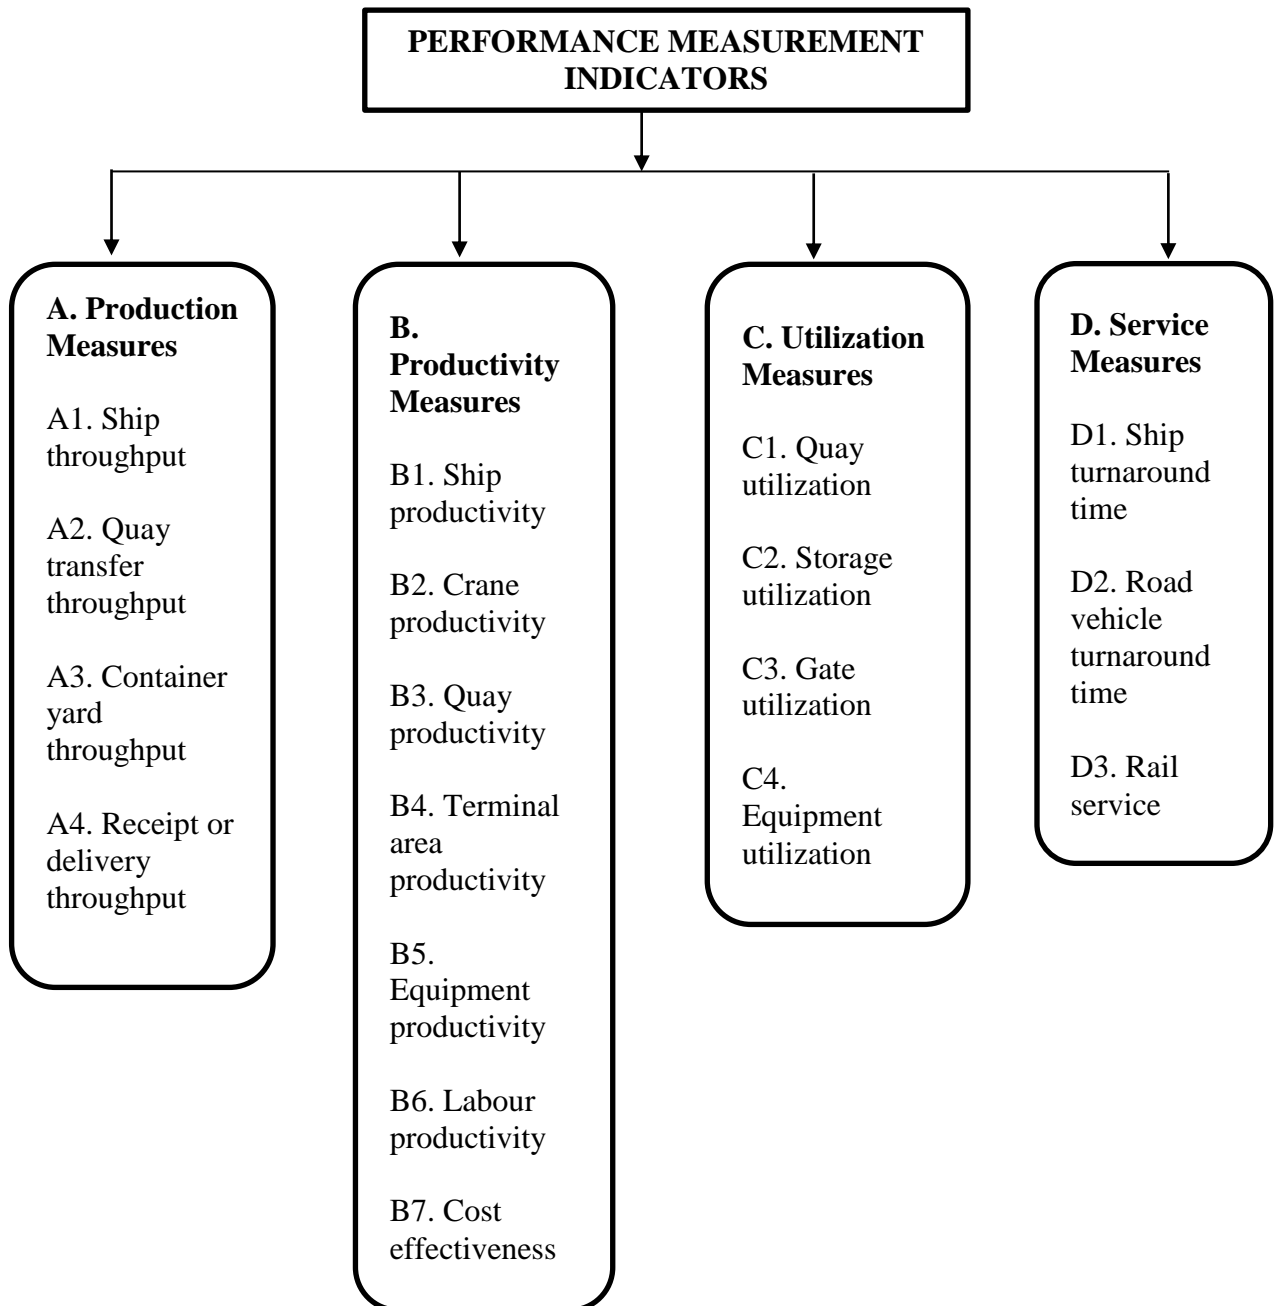 PERFORMANCE MEASUREMENT
INDICATORS
A. Production
Measures
A1. Ship
throughput
A2. Quay
transfer
throughput
A3. Container
yard
throughput
A4. Receipt or
delivery
throughput
B.
Productivity
Measures
B1. Ship
productivity
B2. Crane
productivity
B3. Quay
productivity
B4. Terminal
area
productivity
B5.
Equipment
productivity
B6. Labour
productivity
B7. Cost
effectiveness
C. Utilization
Measures
C1. Quay
utilization
C2. Storage
utilization
C3. Gate
utilization
C4.
Equipment
utilization
D. Service
Measures
D1. Ship
turnaround
time
D2. Road
vehicle
turnaround
time
D3. Rail
service